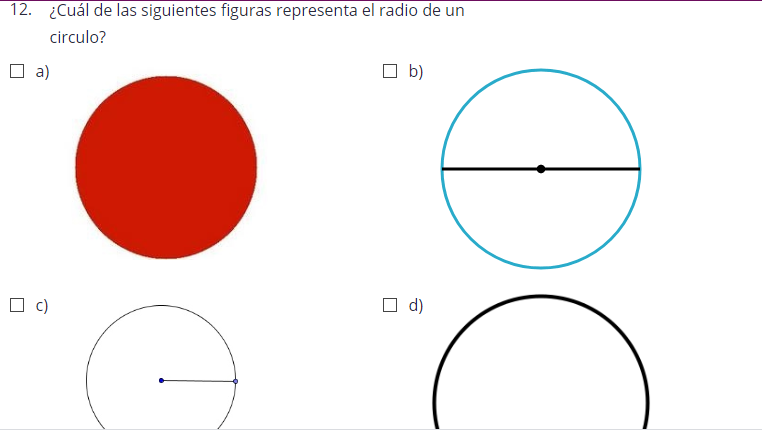 12. ¿Cuál de las siguientes figuras representa el radio de un
circulo?
a)
b)
c)
d)